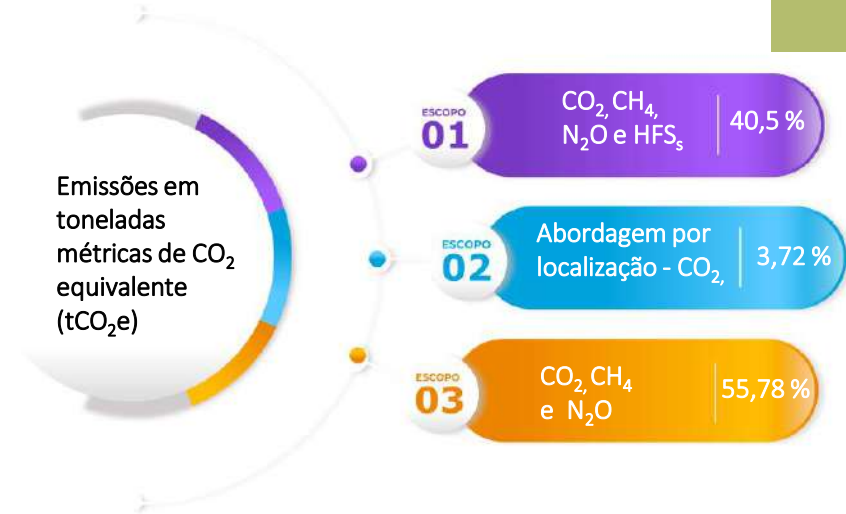 Emissões em
toneladas
métricas de CO₂
equivalente
(tCO₂e)
ESCOPO
01
CO₂, CH₄,
N₂O e HFSₛ
40,5 %
ESCOPO
02
Abordagem por
localização - CO₂,
3,72 %
ESCOPO
03
CO₂, CH₄
e N₂O
55,78 %